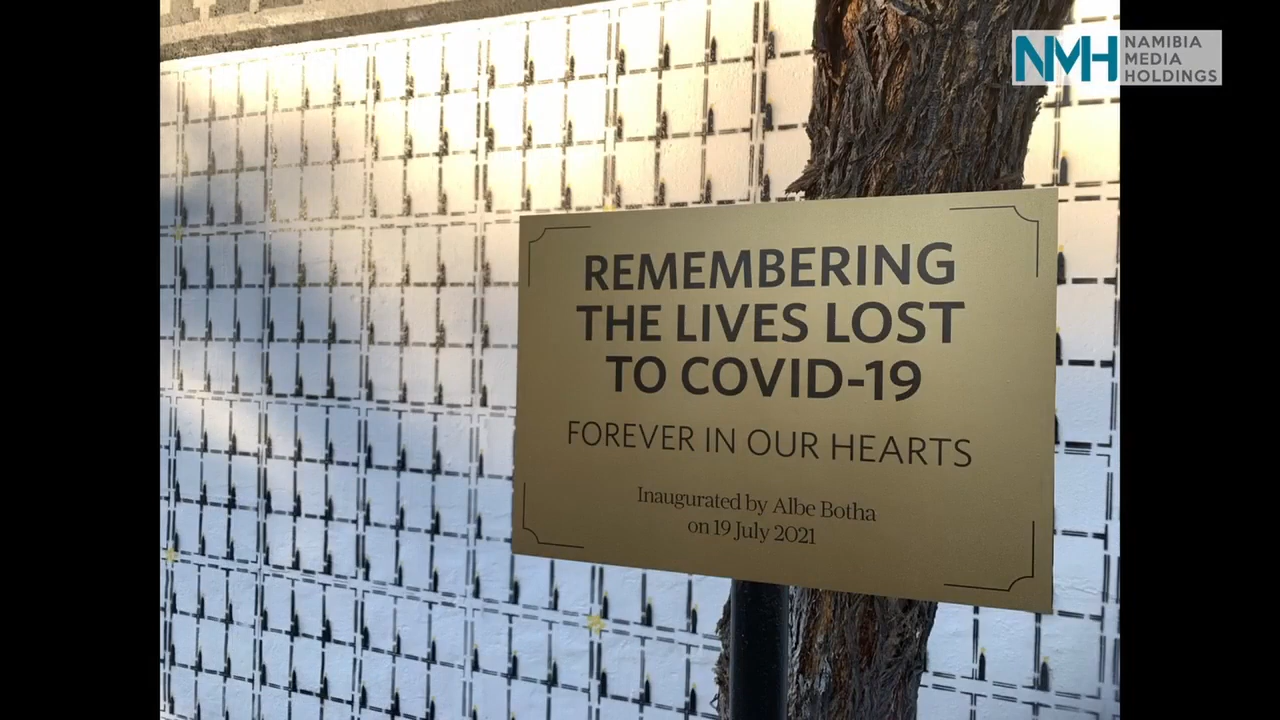 NMH
NAMIBIA
MEDIA
HOLDINGS
REMEMBERING
THE LIVES LOST
TO COVID-19
FOREVER IN OUR HEARTS
Inaugurated by Albe Botha
on 19 July 2021